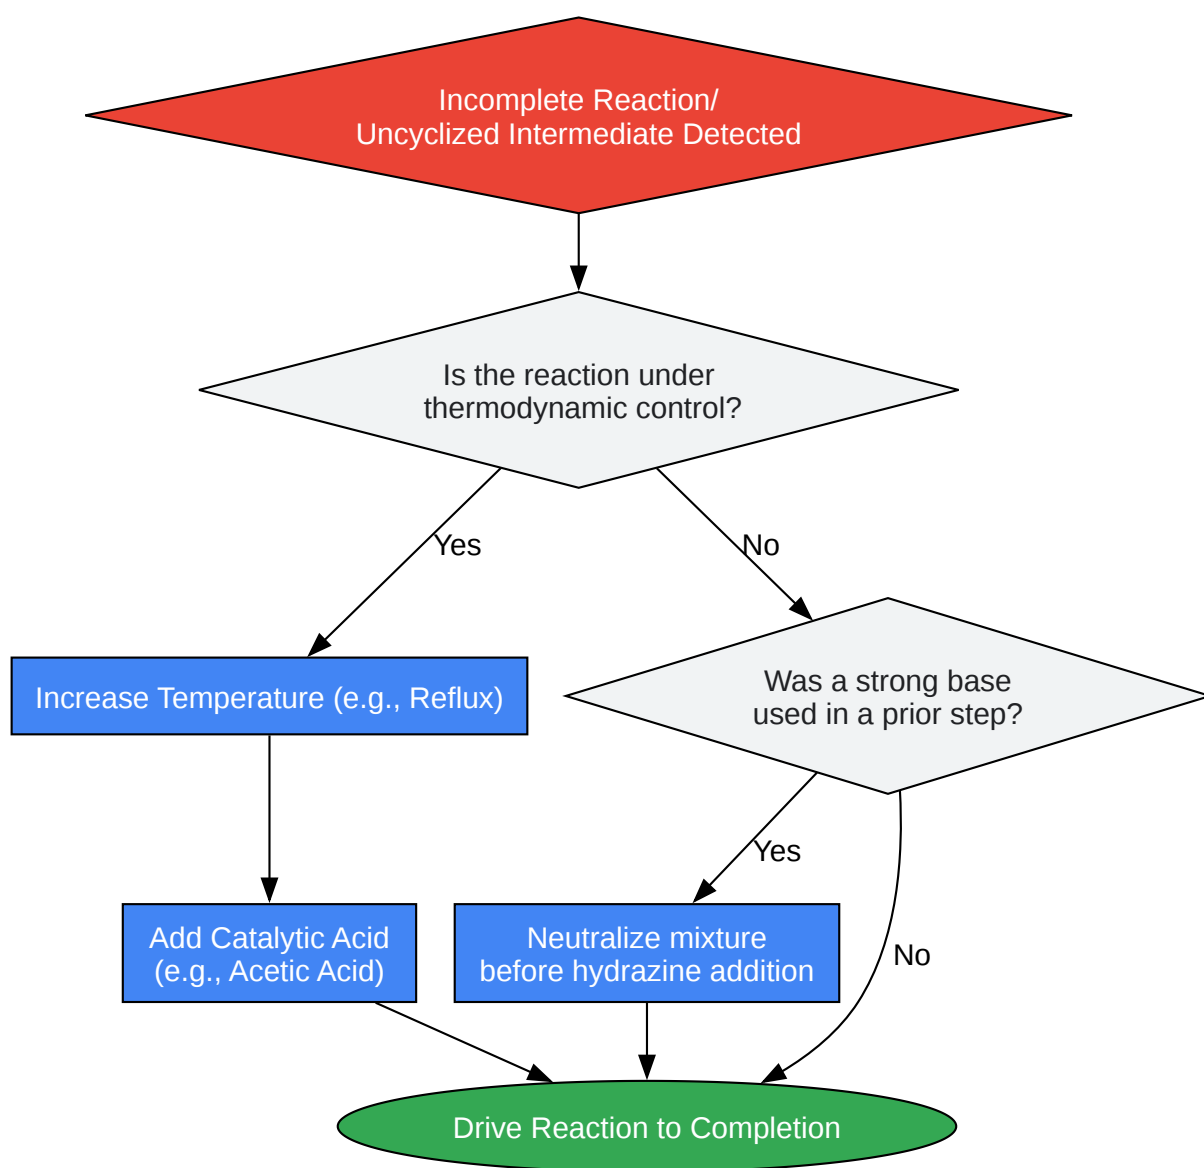 Incomplete Reaction/
Uncyclized Intermediate Detected
Is the reaction under
thermodynamic control?
Yes
No
Increase Temperature (e.g., Reflux)
Was a strong base
used in a prior step?
Yes
No
Add Catalytic Acid
(e.g., Acetic Acid)
Neutralize mixture
before hydrazine addition
Drive Reaction to Completion